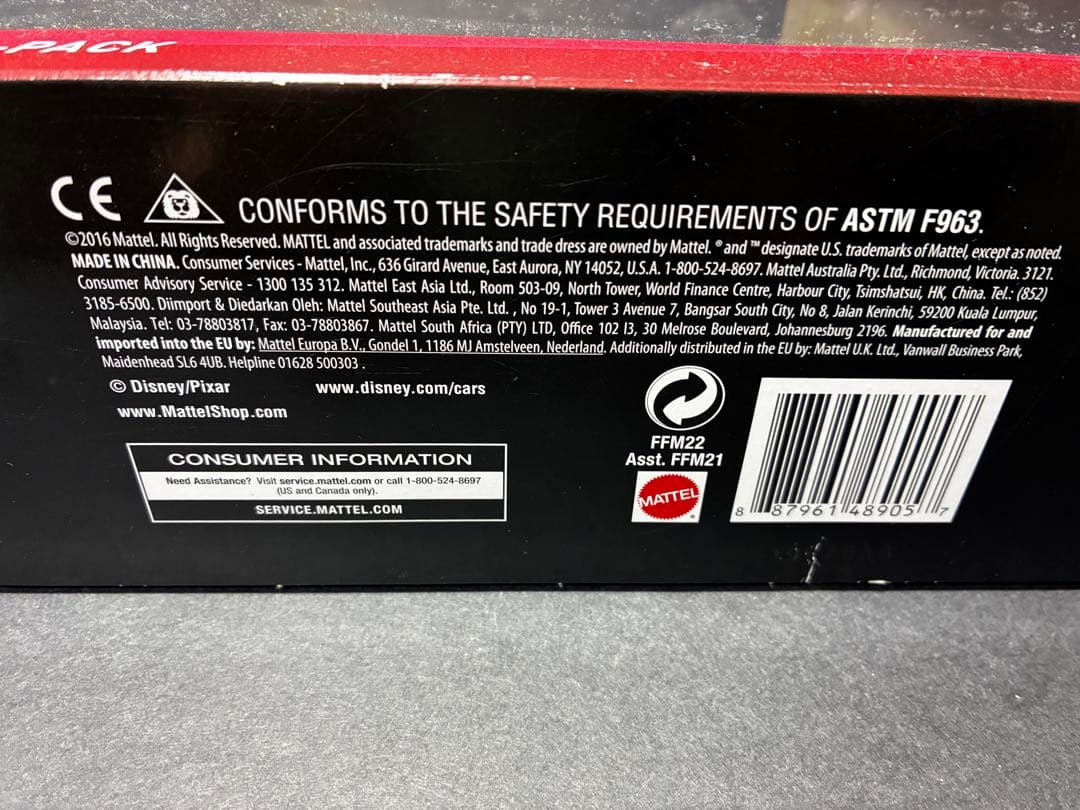 -PACK
CE
CONFORMS TO THE SAFETY REQUIREMENTS OF ASTM F963.
©2016 Mattel. All Rights Reserved. MATTEL and associated trademarks and trade dress are owned by Mattel. ® and ™ designate U.S. trademarks of Mattel, except as noted.
MADE IN CHINA. Consumer Services - Mattel, Inc., 636 Girard Avenue, East Aurora, NY 14052, U.S.A. 1-800-524-8697. Mattel Australia Pty. Ltd., Richmond, Victoria. 3121.
Consumer Advisory Service - 1300 135 312. Mattel East Asia Ltd., Room 503-09, North Tower, World Finance Centre, Harbour City, Tsimshatsui, HK, China. Tel.: (852)
3185-6500. Diimport & Diedarkan Oleh: Mattel Southeast Asia Pte. Ltd. , No 19-1, Tower 3 Avenue 7, Bangsar South City, No 8, Jalan Kerinchi, 59200 Kuala Lumpur,
Malaysia. Tel: 03-78803817, Fax: 03-78803867. Mattel South Africa (PTY) LTD, Office 102 I3, 30 Melrose Boulevard, Johannesburg 2196. Manufactured for and
imported into the EU by: Mattel Europa B.V., Gondel 1, 1186 MJ Amstelveen, Nederland. Additionally distributed in the EU by: Mattel U.K. Ltd., Vanwall Business Park,
Maidenhead SL6 4UB. Helpline 01628 500303 .
© Disney/Pixar www.disney.com/cars
www.MattelShop.com
CONSUMER INFORMATION
Need Assistance? Visit service.mattel.com or call 1-800-524-8697
(US and Canada only).
SERVICE.MATTEL.COM
FFM22
Asst. FFM21
MATTEL
8 87961 48905 7